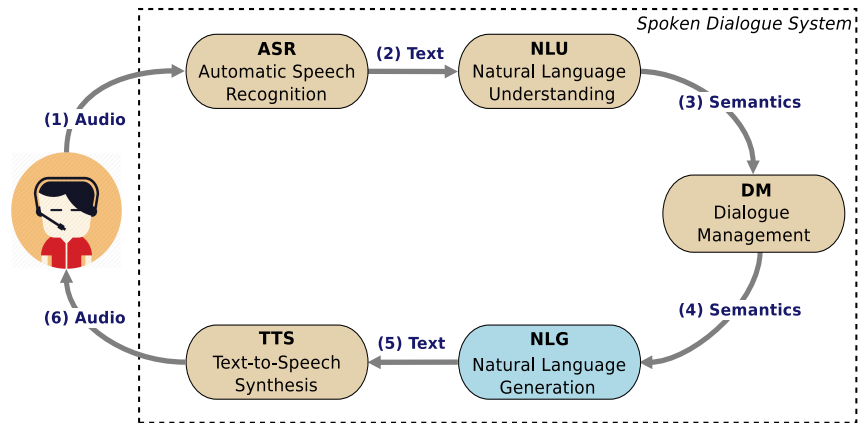 Spoken Dialogue System
ASR
Automatic Speech
Recognition
(2) Text
NLU
Natural Language
Understanding
(1) Audio
(3) Semantics
DM
Dialogue
Management
(6) Audio
(4) Semantics
TTS
Text-to-Speech
Synthesis
(5) Text
NLG
Natural Language
Generation